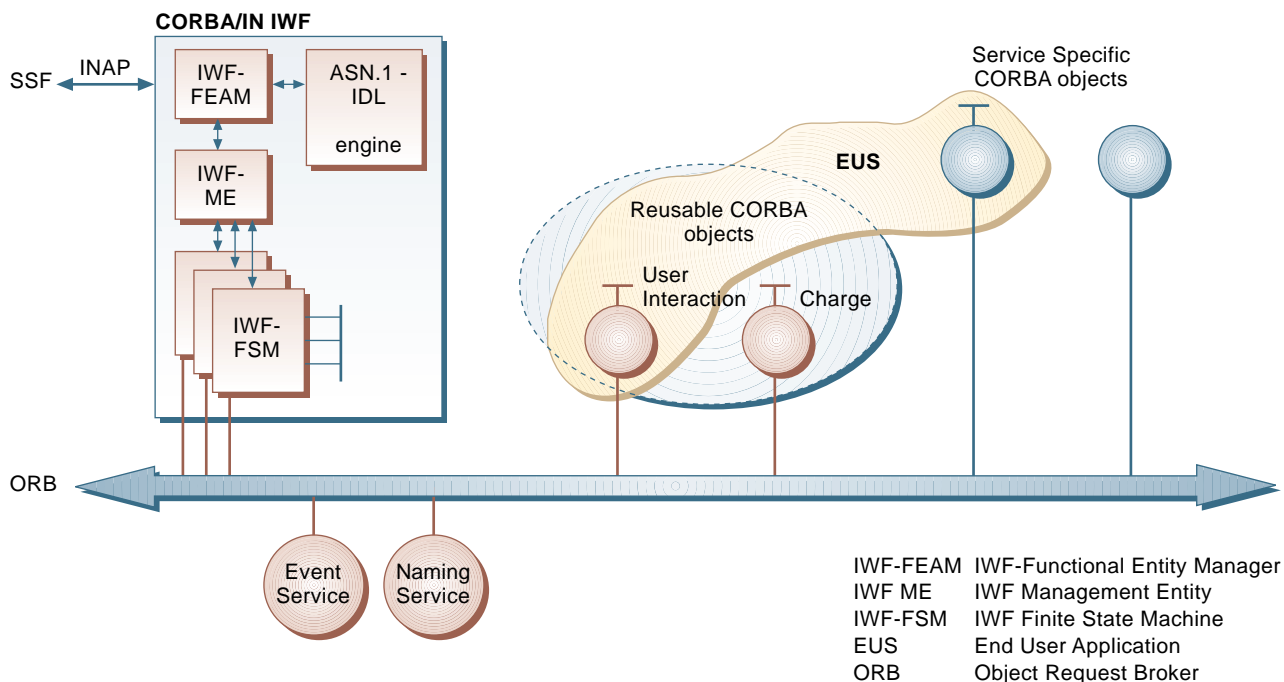 CORBA/IN IWF
SSF
INAP
IWF-
FEAM
ASN.1 -
IDL
engine
IWF-
ME
IWF-
FSM
Service Specific
CORBA objects
EUS
Reusable CORBA
objects
User
Interaction
Charge
ORB
Event
Service
Naming
Service
IWF-FEAM IWF-Functional Entity Manager
IWF ME IWF Management Entity
IWF-FSM IWF Finite State Machine
EUS End User Application
ORB Object Request Broker